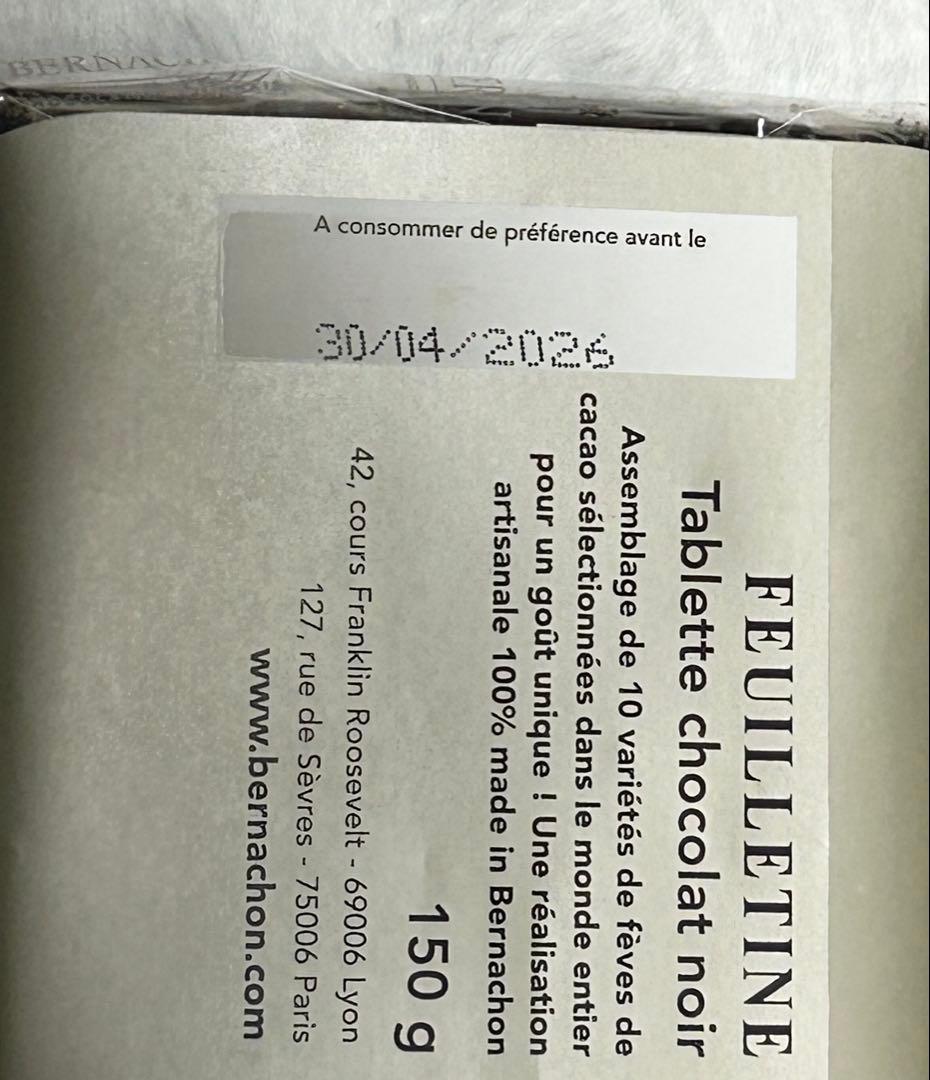 A consommer de préférence avant le
30/04/2026
FEUILLETINE
Tablette chocolat noir
Assemblage de 10 variétés de fèves de
cacao sélectionnées dans le monde entier
pour un goût unique ! Une réalisation
artisanale 100% made in Bernachon
150 g
42, cours Franklin Roosevelt - 69006 Lyon
127, rue de Sèvres - 75006 Paris
www.bernachon.com